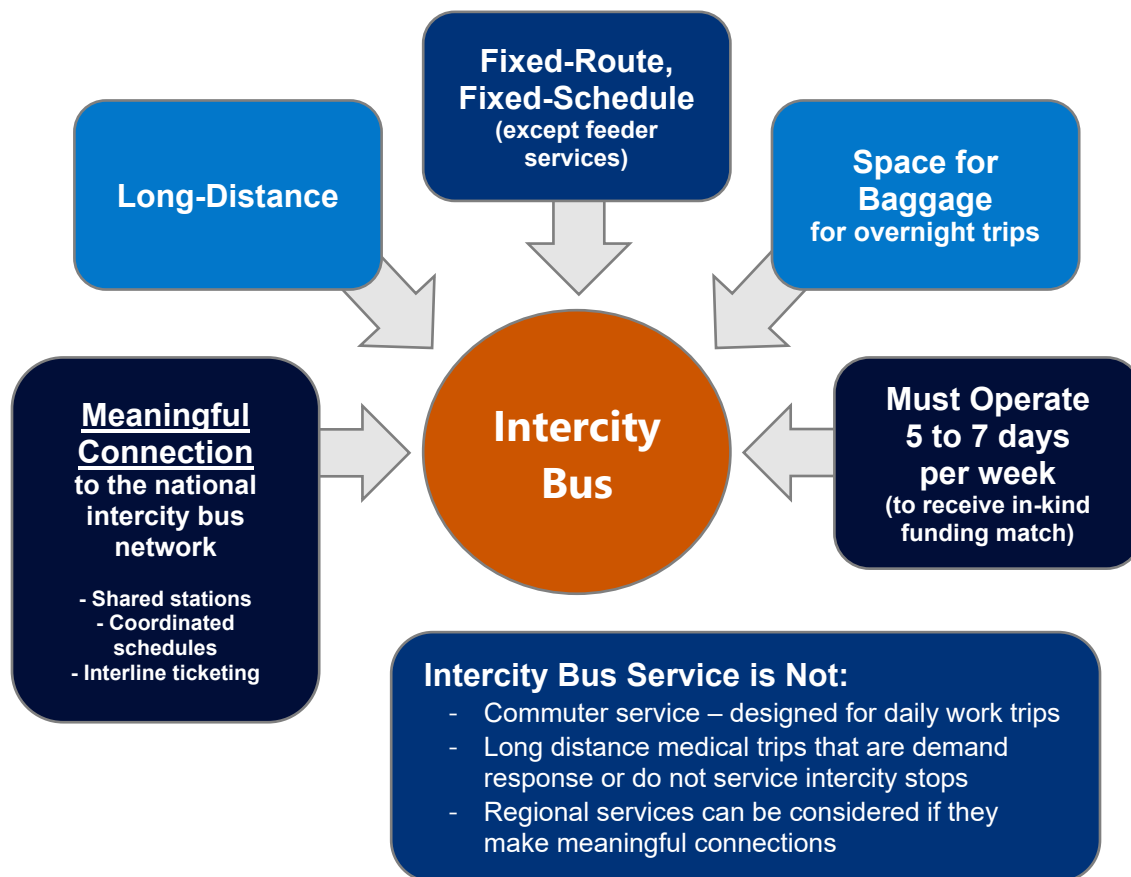 Fixed-Route,
Fixed-Schedule
(except feeder
services)
Long-Distance
Space for
Baggage
for overnight trips
Meaningful
Connection
to the national
intercity bus
network
- Shared stations
- Coordinated
schedules
- Interline ticketing
Intercity
Bus
Must Operate
5 to 7 days
per week
(to receive in-kind
funding match)
Intercity Bus Service is Not:
- Commuter service – designed for daily work trips
- Long distance medical trips that are demand
response or do not service intercity stops
- Regional services can be considered if they
make meaningful connections